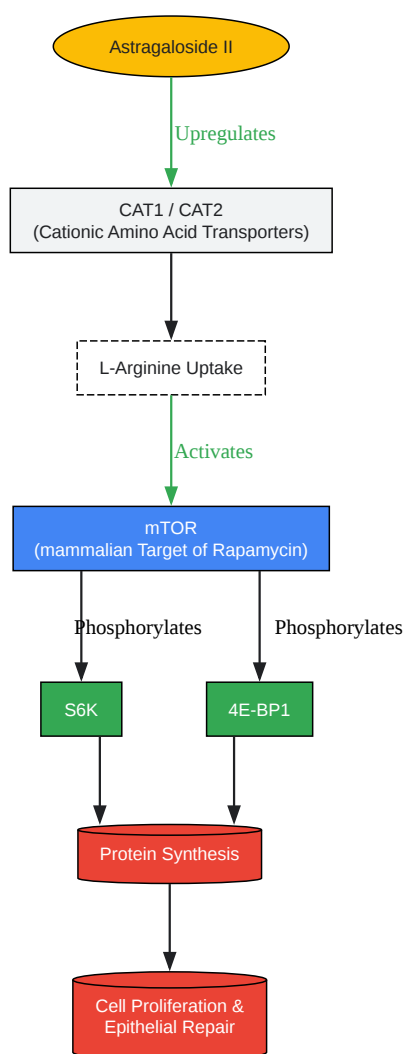 Astragaloside II
Upregulates
CAT1 / CAT2
(Cationic Amino Acid Transporters)
L-Arginine Uptake
Activates
mTOR
(mammalian Target of Rapamycin)
Phosphorylates
Phosphorylates
S6K
4E-BP1
Protein Synthesis
Cell Proliferation &
Epithelial Repair